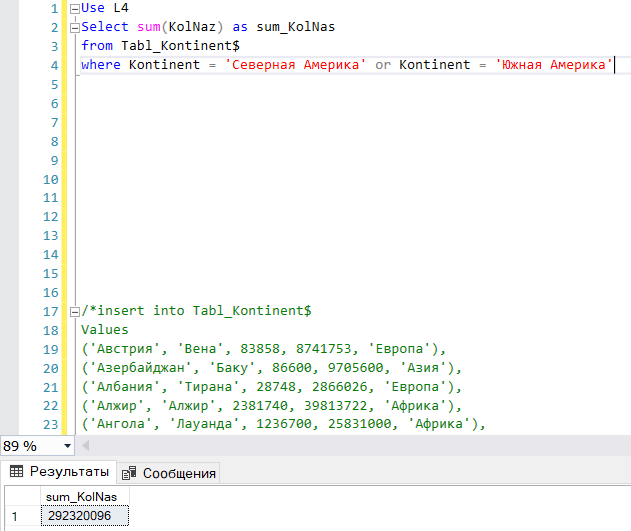 1 Use L4
2 Select sum(KolNaz) as sum_KolNas
3 from Tabl_Kontinent$
4 where Kontinent = 'Северная Америка' or Kontinent = 'Южная Америка'
5
6
7
8
9
10
11
12
13
14
15
16
17 /*insert into Tabl_Kontinent$
18 Values
19 ('Австрия', 'Вена', 83858, 8741753, 'Европа'),
20 ('Азербайджан', 'Баку', 86600, 9705600, 'Азия'),
21 ('Албания', 'Тирана', 28748, 2866026, 'Европа'),
22 ('Алжир', 'Алжир', 2381740, 39813722, 'Африка'),
23 ('Ангола', 'Луанда', 1236700, 25831000, 'Африка'),
89 %
Результаты Сообщения
sum_KolNas
1 292320096